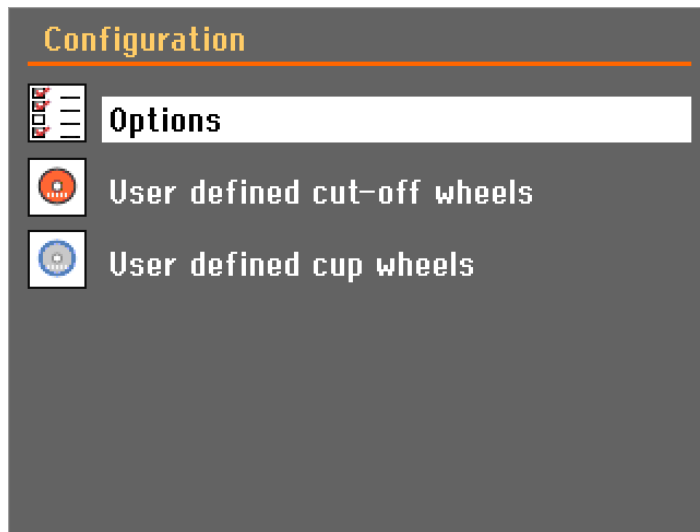 Configuration
Options
User defined cut-off wheels
User defined cup wheels